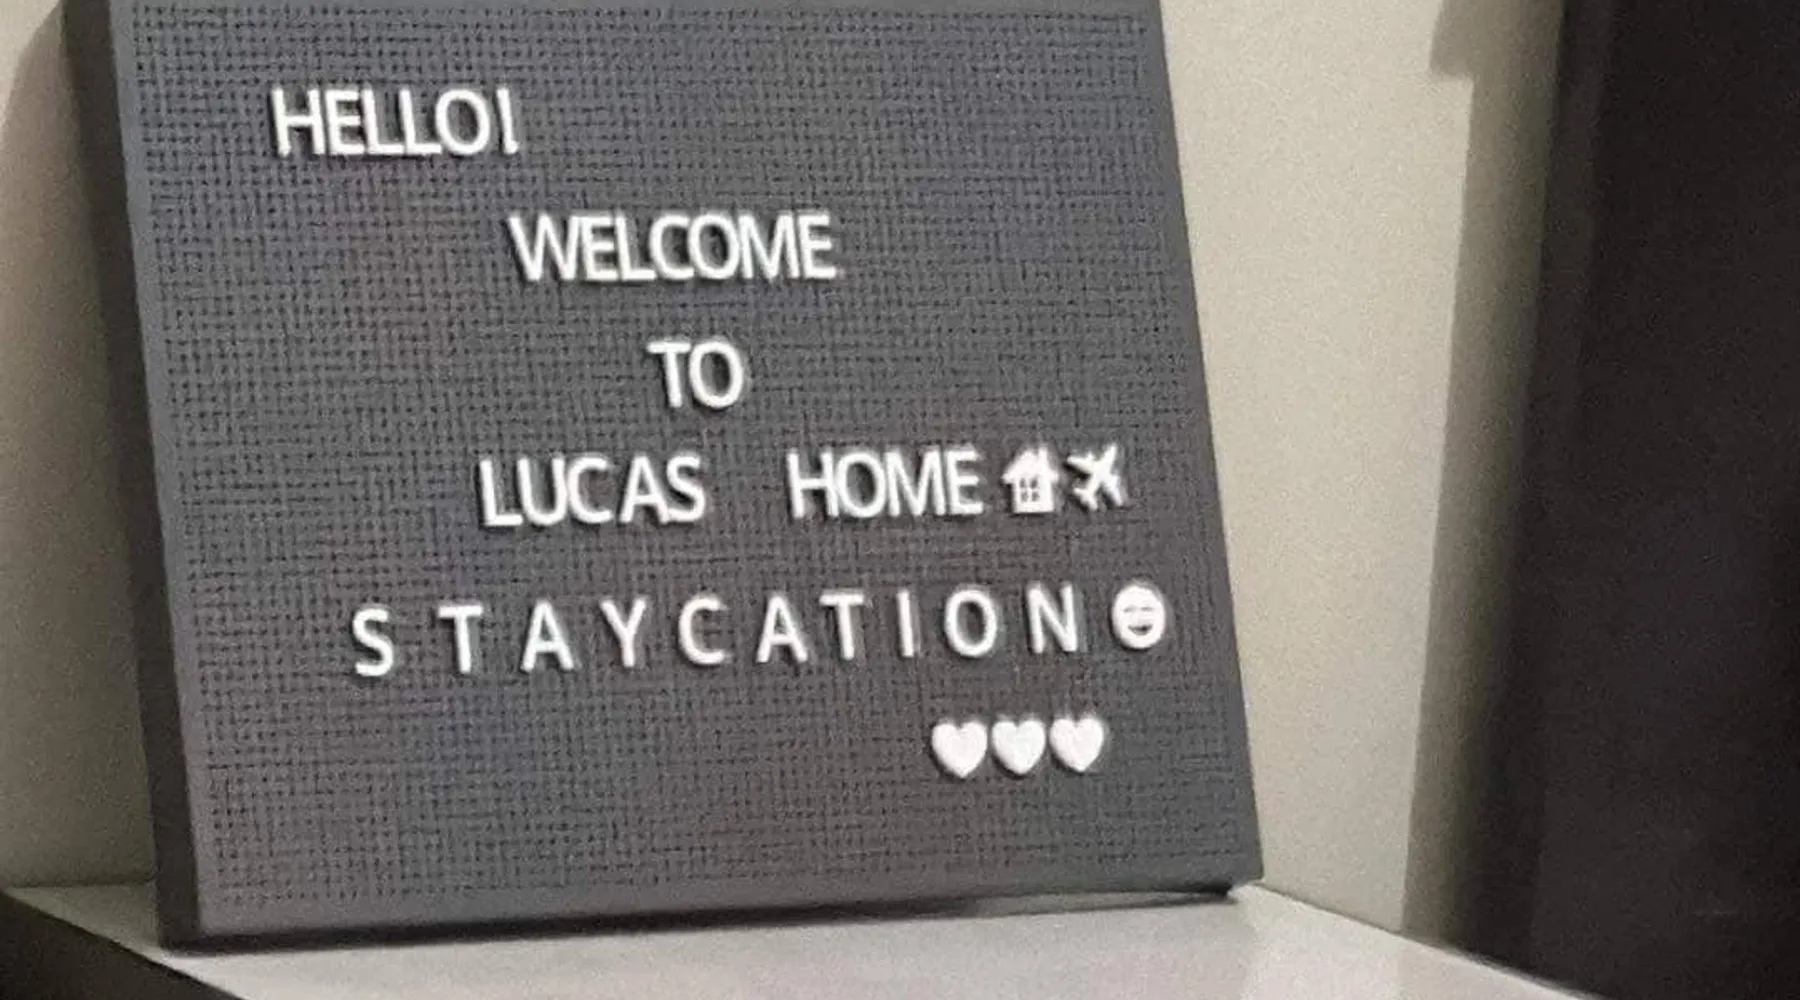 HELLO!
WELCOME
TO
LUCAS HOME
STAYCATION